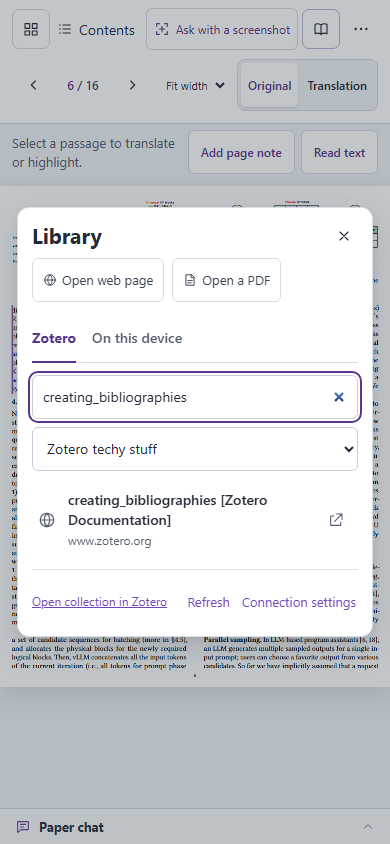 Contents
Ask with a screenshot
6 / 16
Fit width
Original
Translation
Select a passage to translate
or highlight.
Add page note
Read text
Library
Open web page
Open a PDF
Zotero
On this device
creating_bibliographies
Zotero techy stuff
creating_bibliographies [Zotero
Documentation]
www.zotero.org
Open collection in Zotero
Refresh
Connection settings
a set of candidate sequences for batching (more in §4.5),
and allocates the physical blocks for the newly required
logical blocks. Then, vLLM concatenates all the input tokens
of the current iteration (i.e., all tokens for prompt phase
Parallel sampling. In LLM-based program assistants [6, 18],
an LLM generates multiple sampled outputs for a single in-
put prompt; users can choose a favorite output from various
candidates. So far we have implicitly assumed that a request
Paper chat